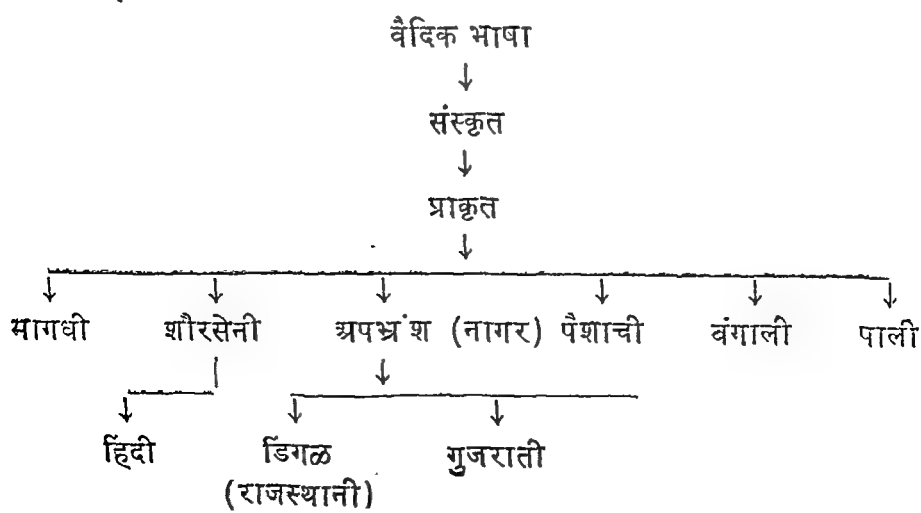 वैदिक भाषा
↓
संस्कृत
↓
प्राकृत
↓
↓ ↓ ↓ ↓ ↓ ↓
मागधी शौरसेनी अपभ्रंश (नागर) पैशाची वंगाली पाली
↓ ↓ ↓ ↓
हिंदी डिंगळ गुजराती
(राजस्थानी)